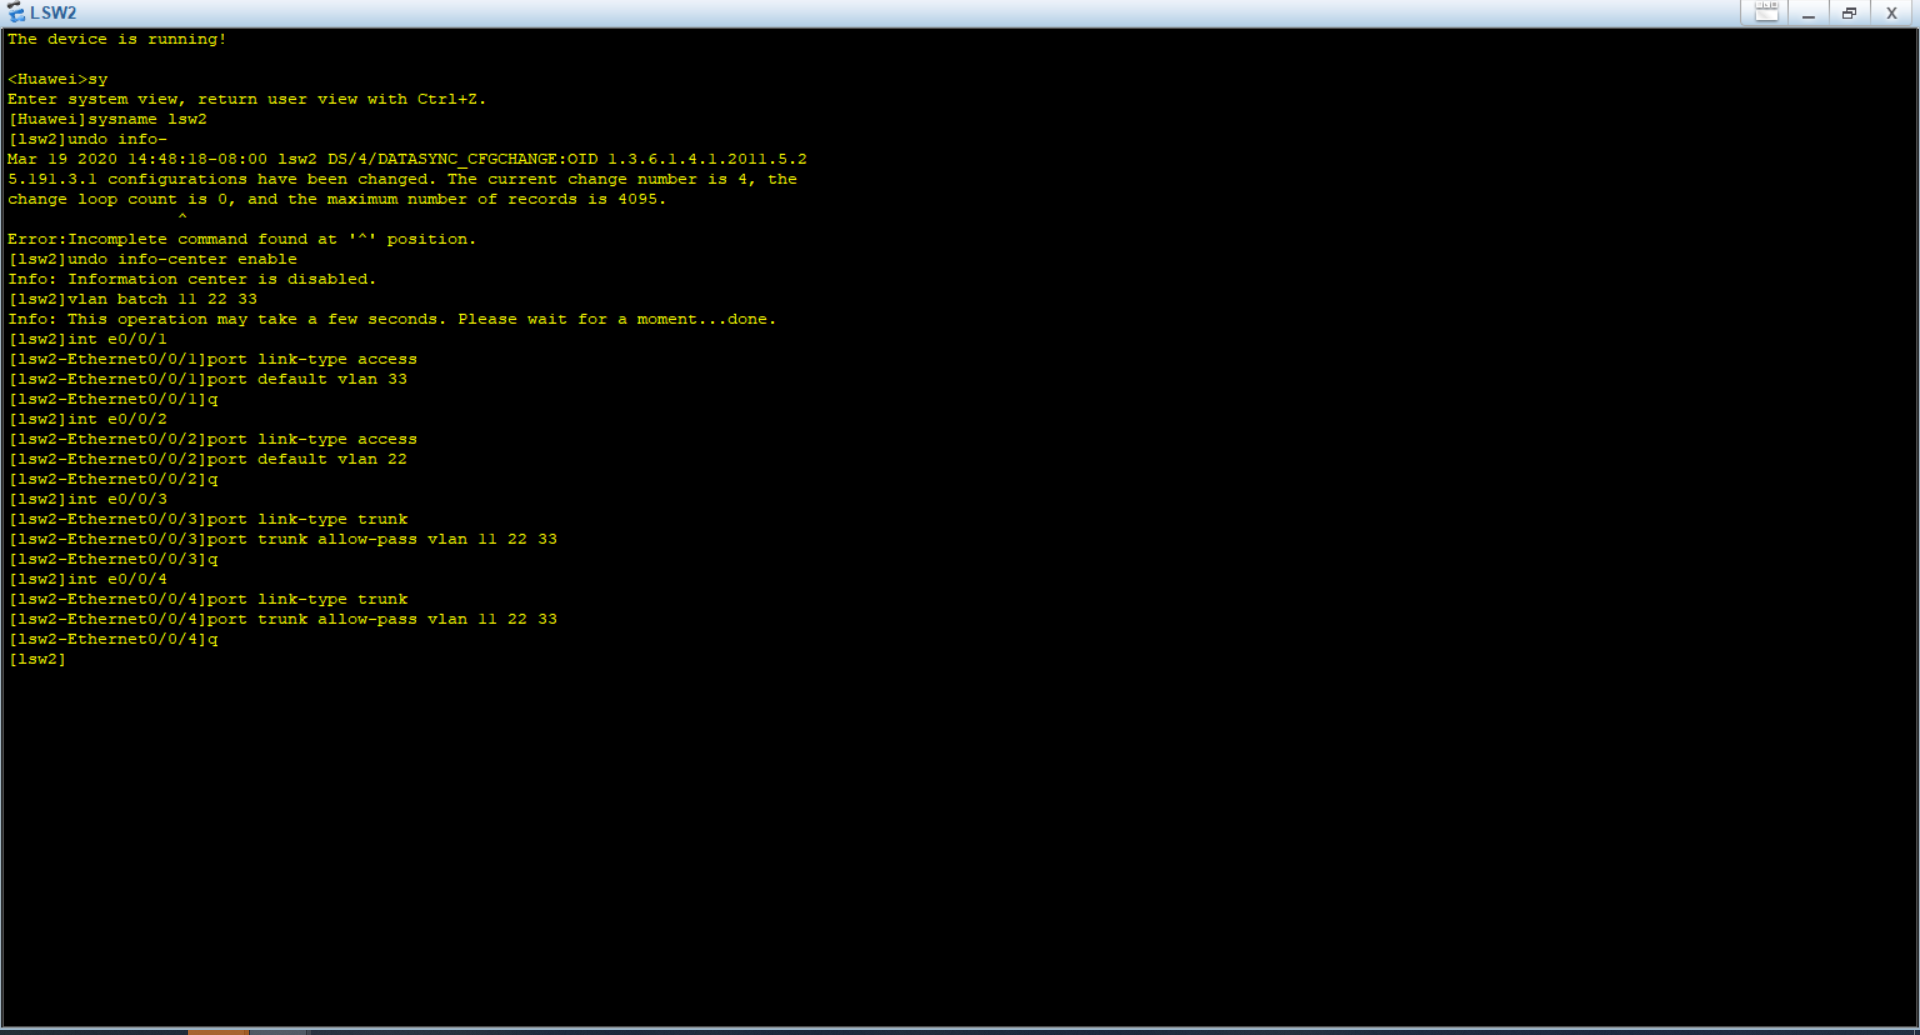 LSW2
The device is running!
<Huawei>sy
Enter system view, return user view with Ctrl+Z.
[Huawei]sysname lsw2
[lsw2]undo info-
Mar 19 2020 14:48:18-08:00 lsw2 DS/4/DATASYNC_CFGCHANGE:OID 1.3.6.1.4.1.2011.5.2
5.191.3.1 configurations have been changed. The current change number is 4, the
change loop count is 0, and the maximum number of records is 4095.
^
Error:Incomplete command found at '^' position.
[lsw2]undo info-center enable
Info: Information center is disabled.
[lsw2]vlan batch 11 22 33
Info: This operation may take a few seconds. Please wait for a moment...done.
[lsw2]int e0/0/1
[lsw2-Ethernet0/0/1]port link-type access
[lsw2-Ethernet0/0/1]port default vlan 33
[lsw2-Ethernet0/0/1]q
[lsw2]int e0/0/2
[lsw2-Ethernet0/0/2]port link-type access
[lsw2-Ethernet0/0/2]port default vlan 22
[lsw2-Ethernet0/0/2]q
[lsw2]int e0/0/3
[lsw2-Ethernet0/0/3]port link-type trunk
[lsw2-Ethernet0/0/3]port trunk allow-pass vlan 11 22 33
[lsw2-Ethernet0/0/3]q
[lsw2]int e0/0/4
[lsw2-Ethernet0/0/4]port link-type trunk
[lsw2-Ethernet0/0/4]port trunk allow-pass vlan 11 22 33
[lsw2-Ethernet0/0/4]q
[lsw2]